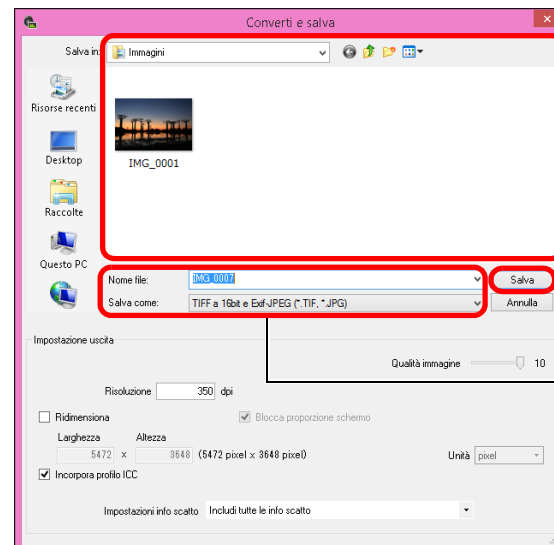 Converti e salva
Salva in: Immagini
Risorse recenti
Desktop
Raccolte
Questo PC
IMG_0001
Nome file: IMG_0007
Salva
Salva come: TIFF a 16bit e Exif-JPEG (*.TIF, *.JPG)
Annulla
Impostazione uscita
Qualità immagine 10
Risoluzione 350 dpi
Ridimensiona
Blocca proporzione schermo
Larghezza Altezza
5472 x 3648 (5472 pixel x 3648 pixel)
Unità pixel
Incorpora profilo ICC
Impostazioni info scatto Includi tutte le info scatto